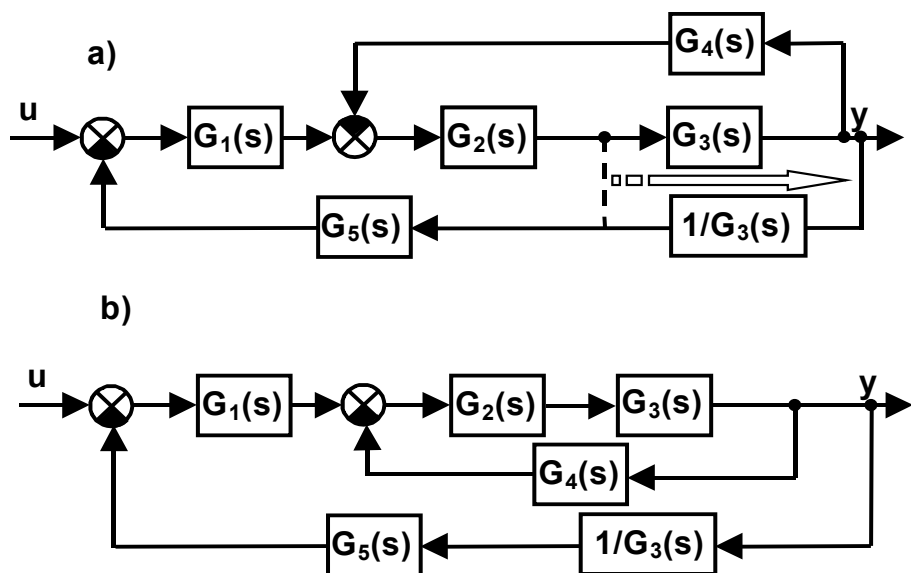 a)
G₄(s)
u
G₁(s)
G₂(s)
G₃(s)
y
G₅(s)
1/G₃(s)
b)
u
G₁(s)
G₂(s)
G₃(s)
y
G₄(s)
G₅(s)
1/G₃(s)